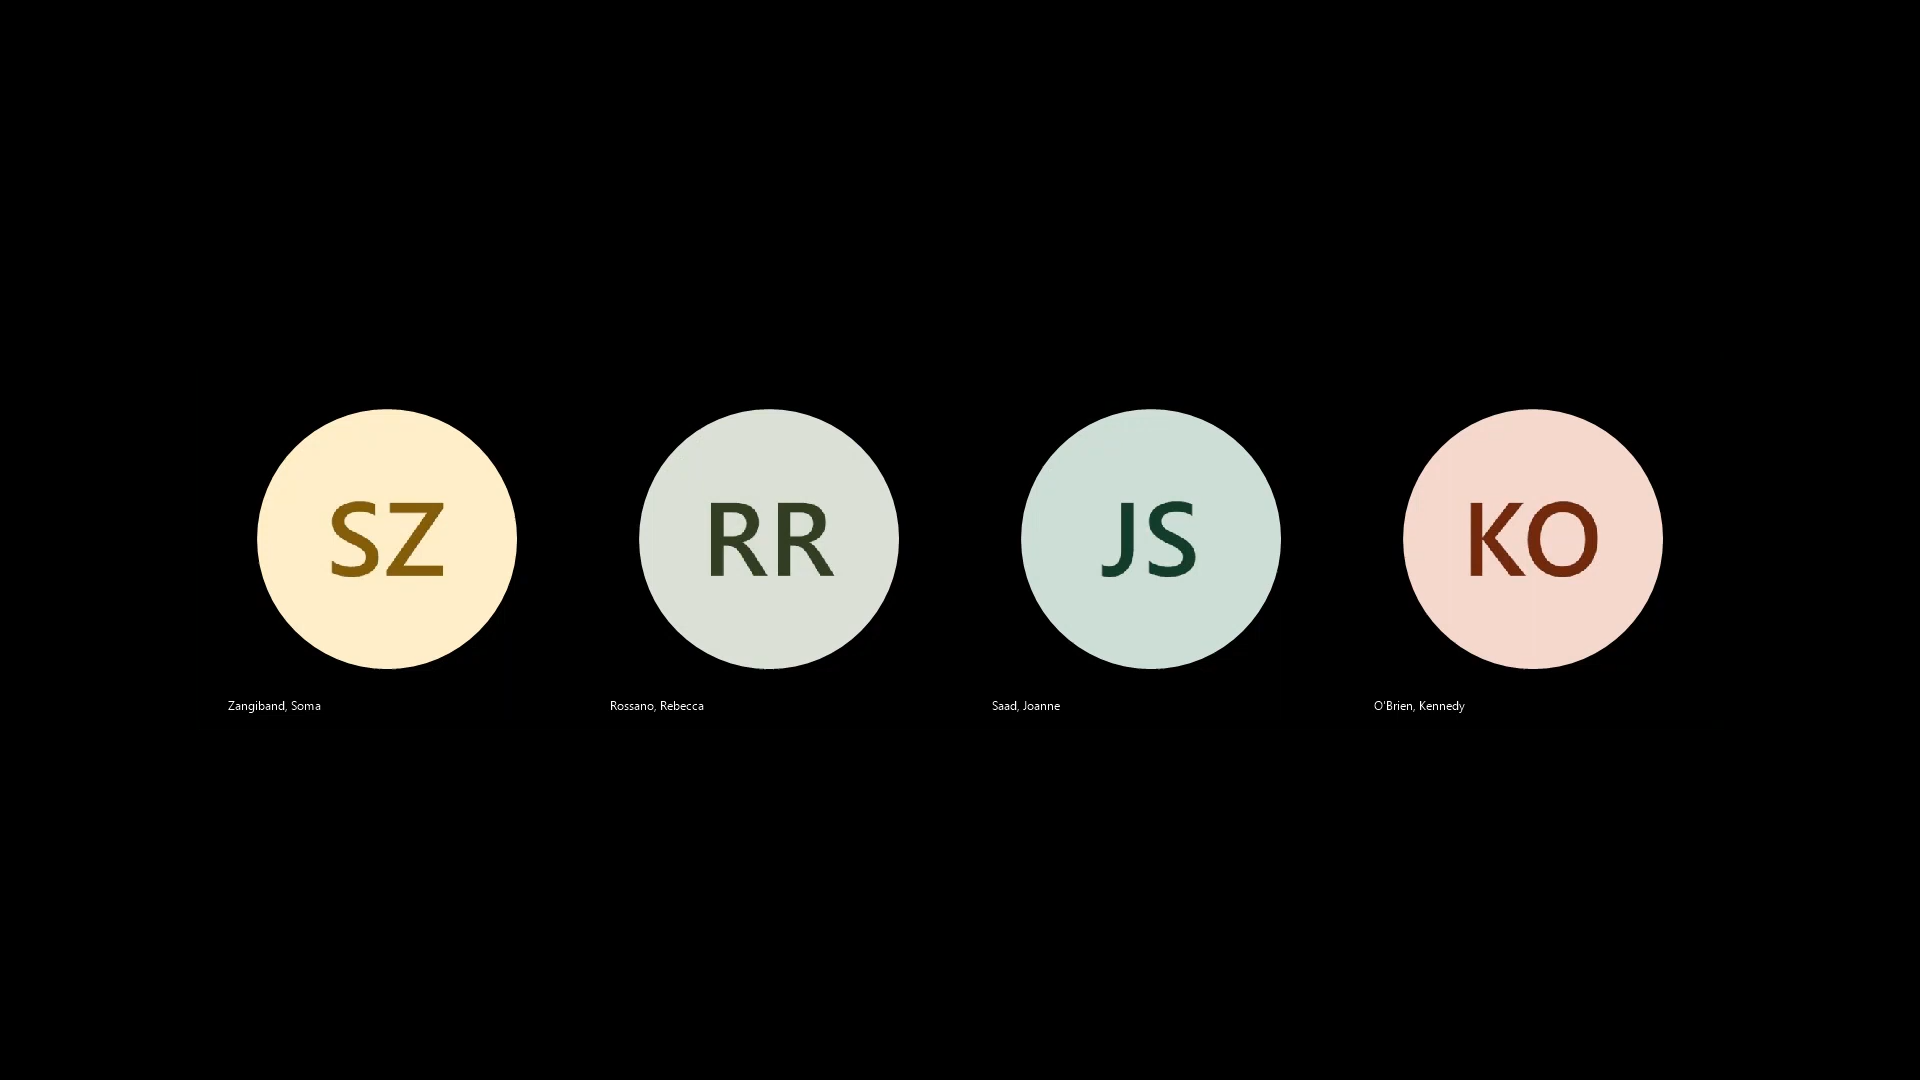 SZ
RR
JS
KO
Zangiband, Soma
Rossano, Rebecca
Saad, Joanne
O'Brien, Kennedy